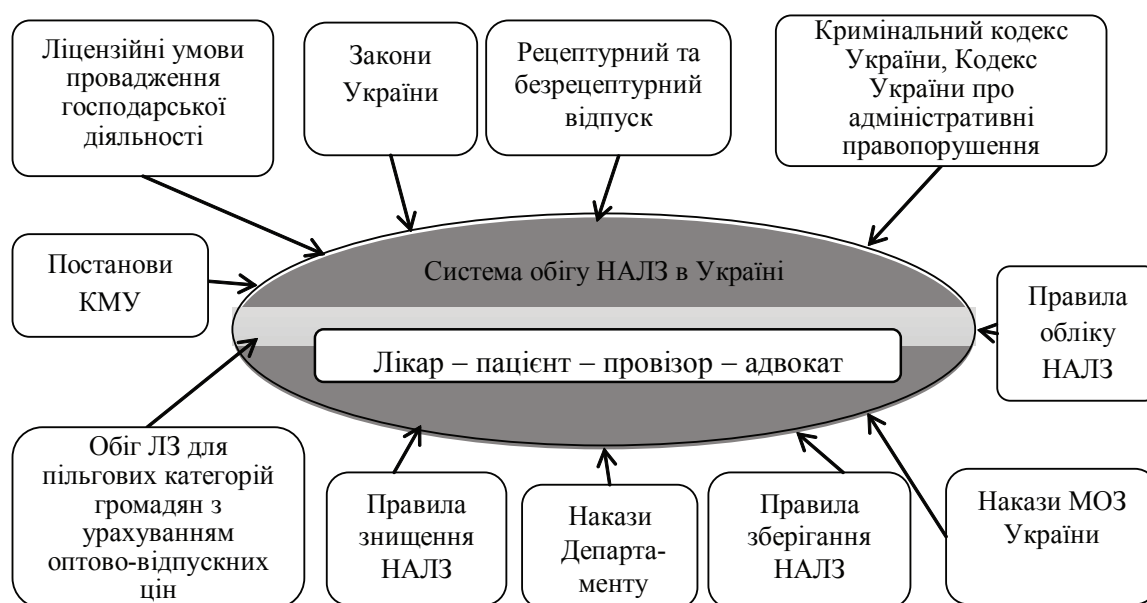 Ліцензійні умови
провадження
господарської
діяльності
Закони
України
Рецептурний та
безрецептурний
відпуск
Кримінальний кодекс
України, Кодекс
України про
адміністративні
правопорушення
Постанови
КМУ
Система обігу НАЛЗ в Україні
Лікар – пацієнт – провізор – адвокат
Правила
обліку
НАЛЗ
Обіг ЛЗ для
пільгових категорій
громадян з
урахуванням
оптово-відпускних
цін
Правила
знищення
НАЛЗ
Накази
Департа-
менту
Правила
зберігання
НАЛЗ
Накази МОЗ
України